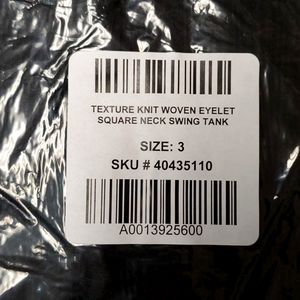 TEXTURE KNIT WOVEN EYELET
SQUARE NECK SWING TANK
SIZE: 3
SKU # 40435110
A0013925600